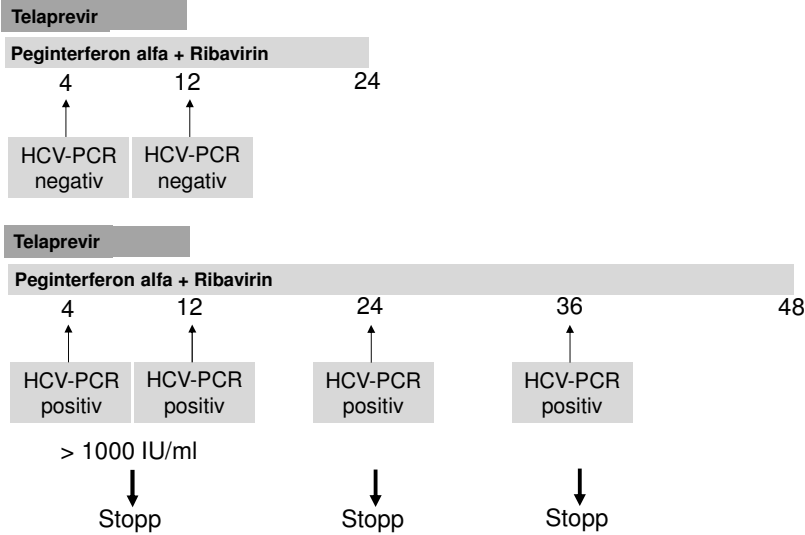 Telaprevir
Peginterferon alfa + Ribavirin
4 12 24
HCV-PCR HCV-PCR
negativ negativ
Telaprevir
Peginterferon alfa + Ribavirin
4 12 24 36 48
HCV-PCR HCV-PCR HCV-PCR HCV-PCR
positiv positiv positiv positiv
> 1000 IU/ml
Stopp Stopp Stopp